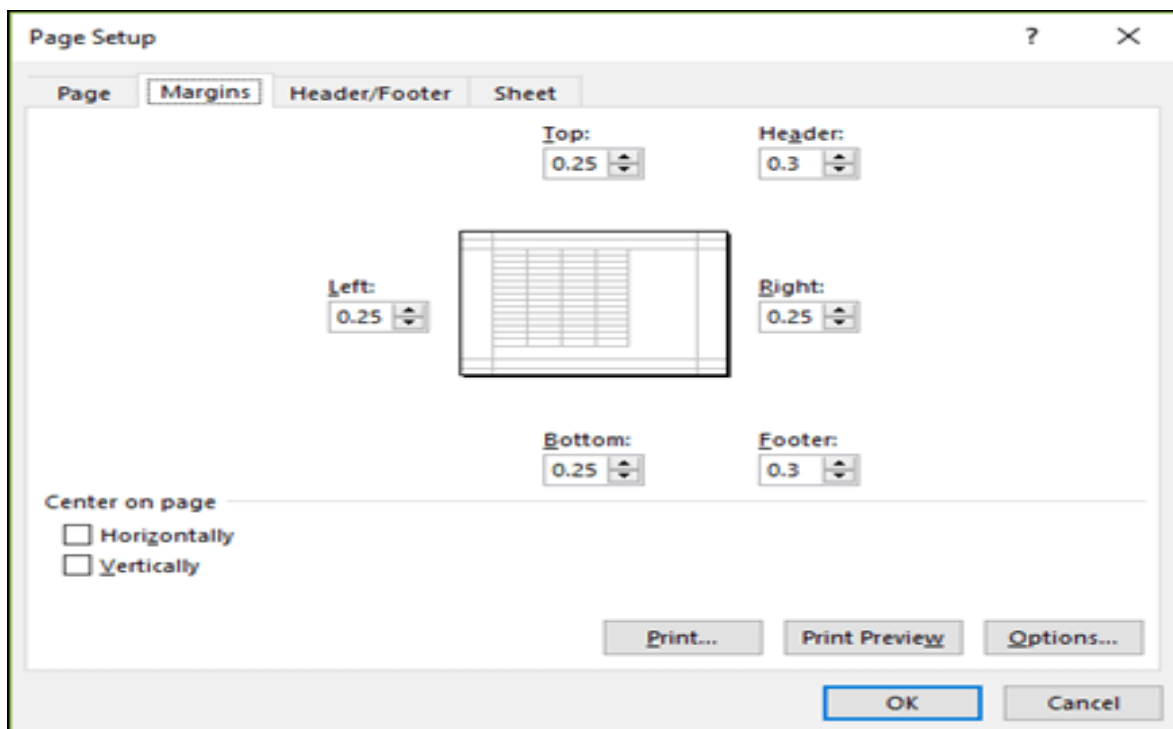 Page Setup ? ×
Page Margins Header/Footer Sheet
Top: Header:
0.25 0.3
Left: Right:
0.25 0.25
Bottom: Footer:
0.25 0.3
Center on page
Horizontally
Vertically
Print... Print Preview Options...
OK Cancel